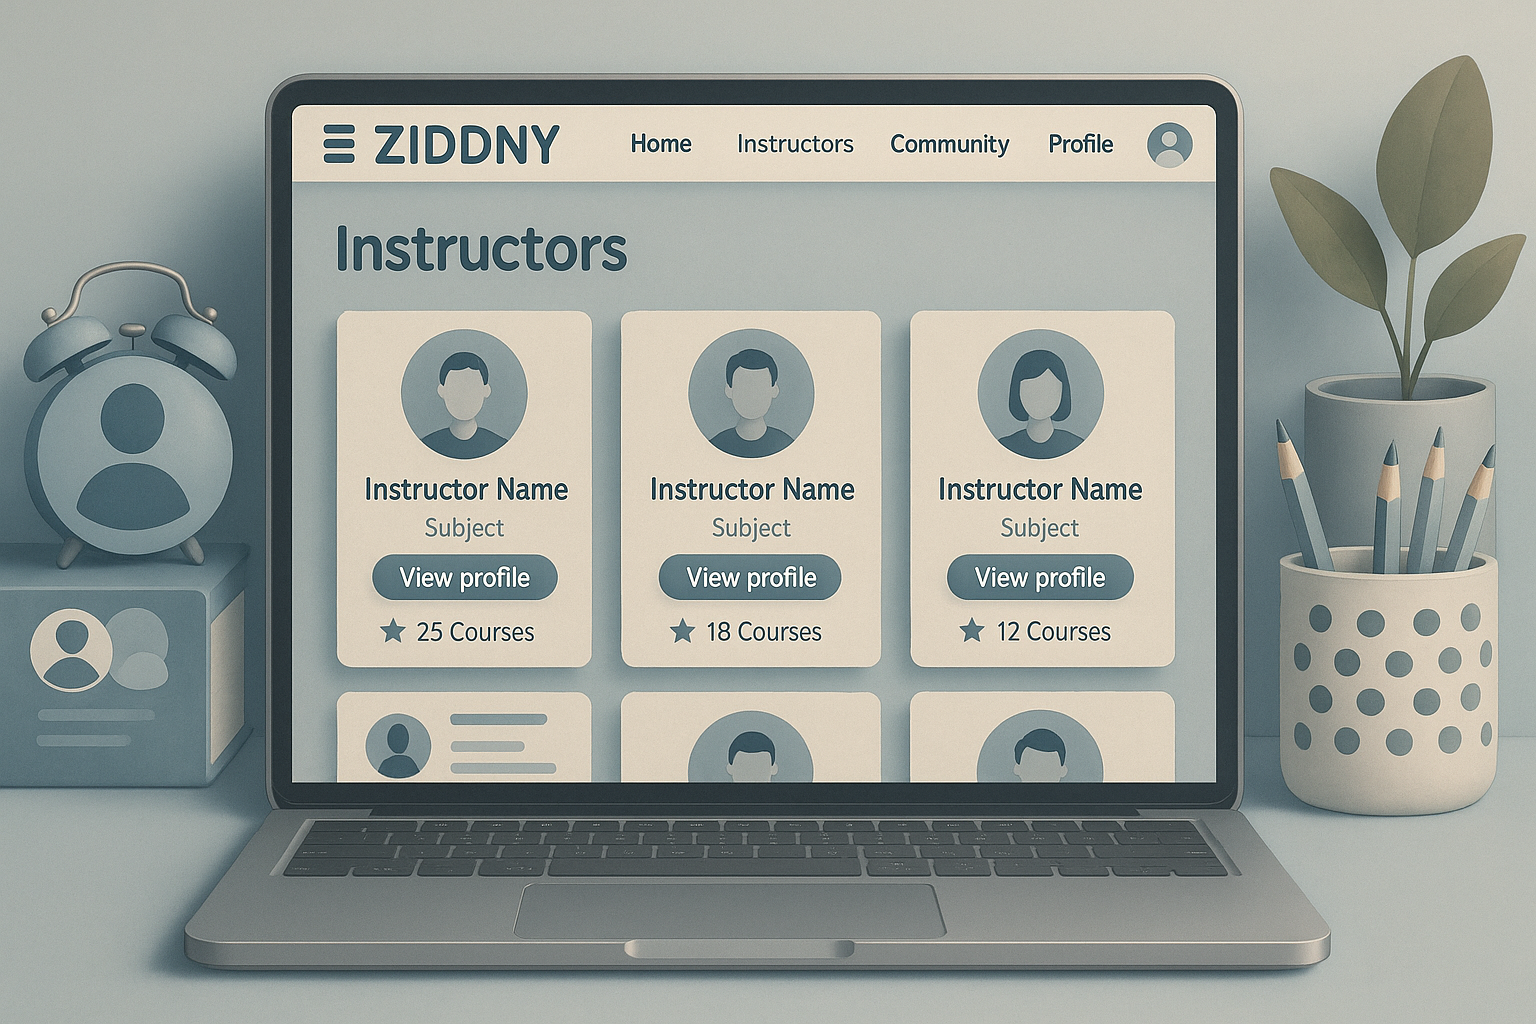 ZIDDNY Home Instructors Community Profile
Instructors
Instructor Name Instructor Name Instructor Name
Subject Subject Subject
View profile View profile View profile
25 Courses 18 Courses 12 Courses